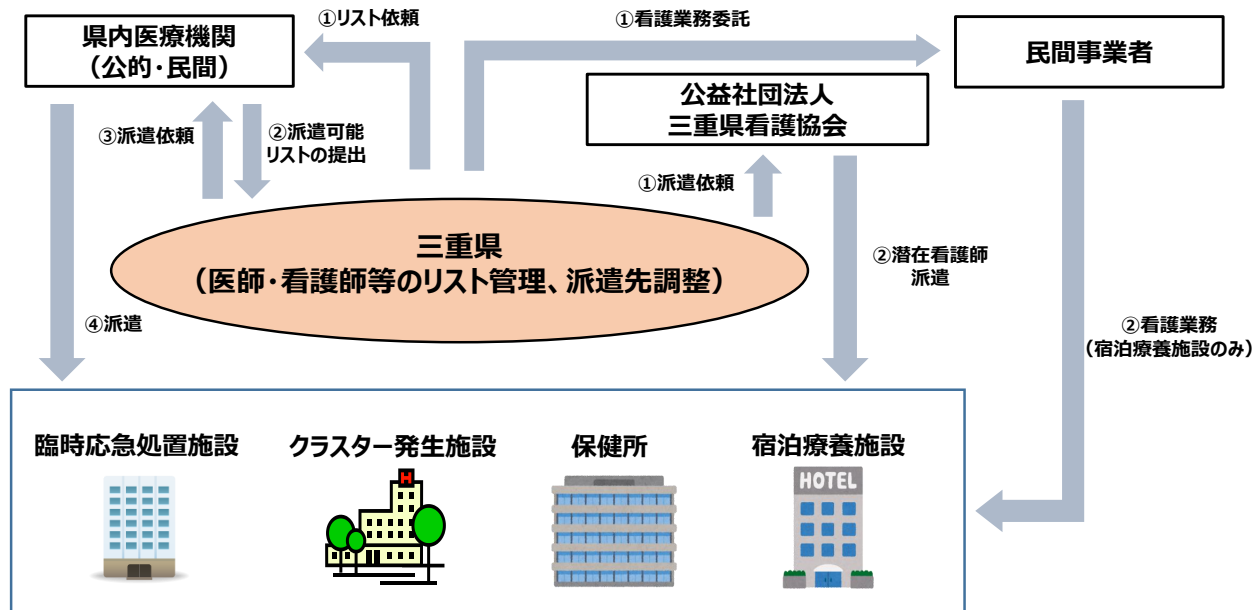 ①リスト依頼
①看護業務委託
県内医療機関
（公的・民間）
民間事業者
公益社団法人
三重県看護協会
③派遣依頼
②派遣可能
リストの提出
①派遣依頼
三重県
（医師・看護師等のリスト管理、派遣先調整）
②潜在看護師
派遣
④派遣
②看護業務
（宿泊療養施設のみ）
臨時応急処置施設
クラスター発生施設
保健所
宿泊療養施設
H
HOTEL